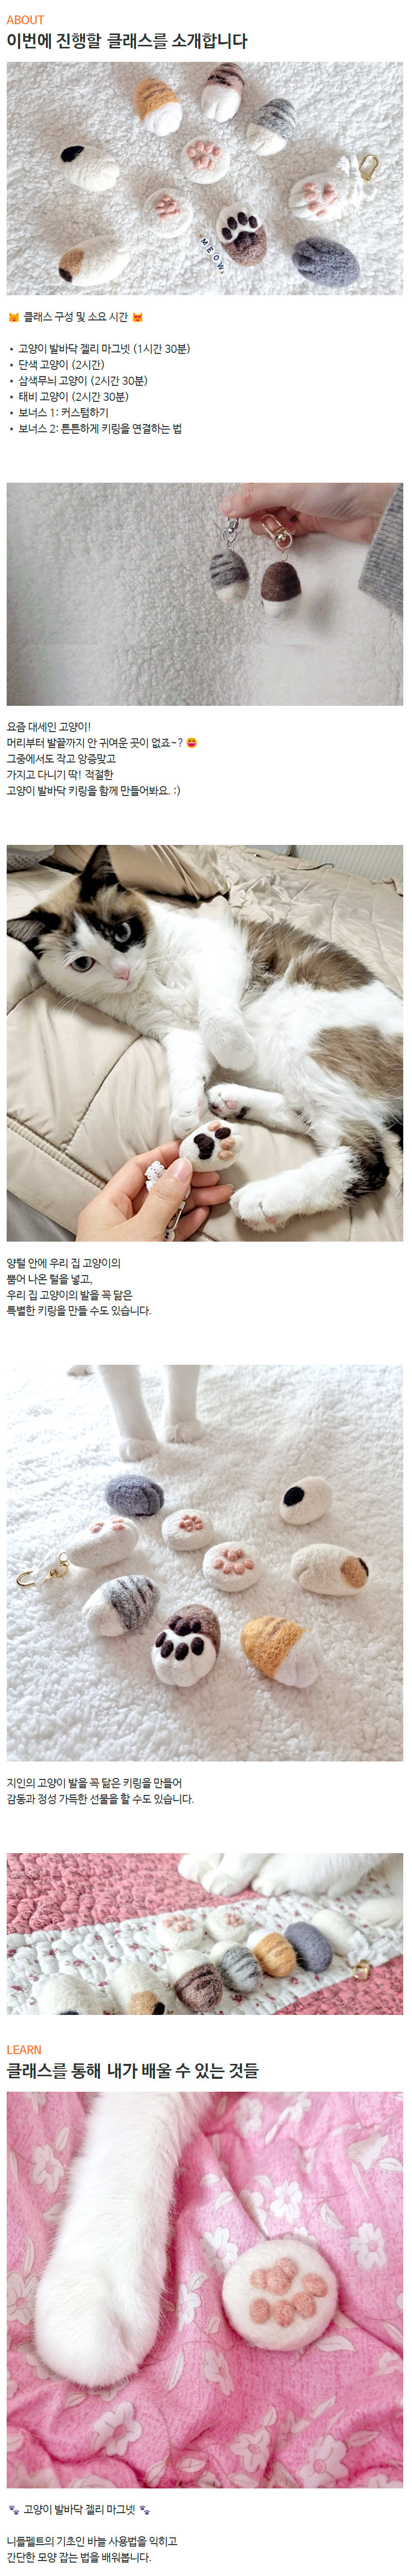 ABOUT
이번에 진행할 클래스를 소개합니다
MEOW
😺 클래스 구성 및 소요 시간 😻
• 고양이 발바닥 젤리 마그넷 (1시간 30분)
• 단색 고양이 (2시간)
• 삼색무늬 고양이 (2시간 30분)
• 태비 고양이 (2시간 30분)
• 보너스 1: 커스텀하기
• 보너스 2: 튼튼하게 키링을 연결하는 법
요즘 대세인 고양이!
머리부터 발끝까지 안 귀여운 곳이 없죠~? 😆
그중에서도 작고 앙증맞고
가지고 다니기 딱! 적절한
고양이 발바닥 키링을 함께 만들어봐요. :)
양털 안에 우리 집 고양이의
뿜어 나온 털을 넣고,
우리 집 고양이의 발을 꼭 닮은
특별한 키링을 만들 수도 있습니다.
지인의 고양이 발을 꼭 닮은 키링을 만들어
감동과 정성 가득한 선물을 할 수도 있습니다.
LEARN
클래스를 통해 내가 배울 수 있는 것들
🐾 고양이 발바닥 젤리 마그넷 🐾
니들펠트의 기초인 바늘 사용법을 익히고
간단한 모양 잡는 법을 배워봅니다.